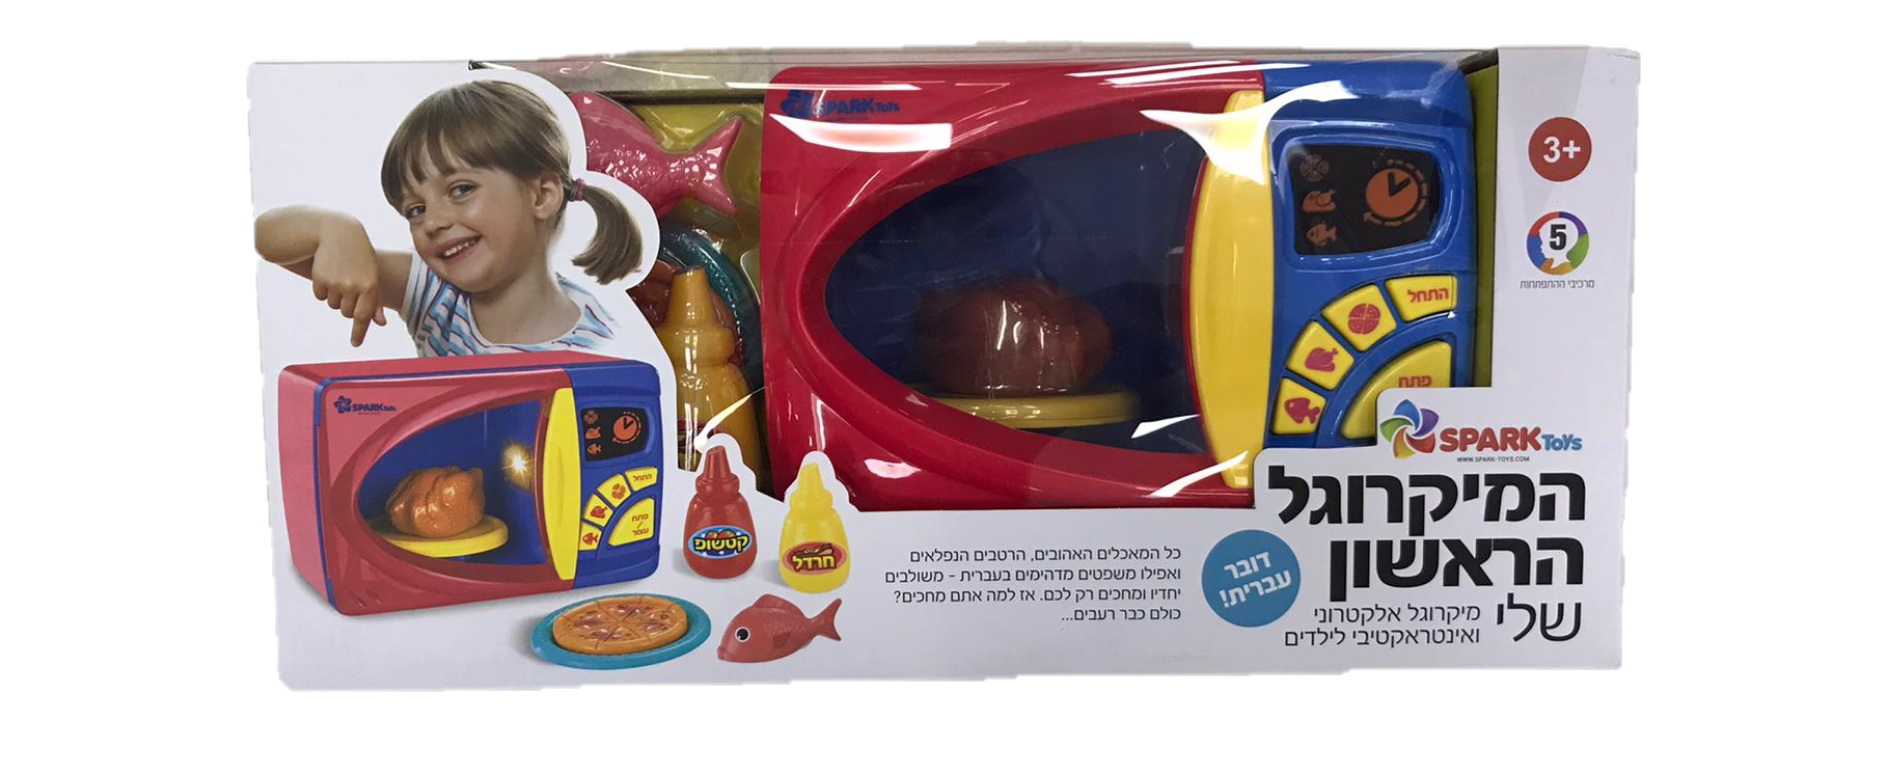 SPARK Toys
3+
5
מרכיבי ההתפתחות
התחל
פתח
SPARK Toys
WWW.SPARK-TOYS.COM
המיקרוגל
הראשון
שלי
מיקרוגל אלקטרוני
ואינטראקטיבי לילדים
דובר
עברית!
כל המאכלים האהובים, הרטבים הנפלאים
ואפילו משפטים מדהימים בעברית - משולבים
יחדיו ומחכים רק לכם. אז למה אתם מחכים?
כולם כבר רעבים...
SPARK Toys
התחל
פתח
עצור
קטשופ
חרדל